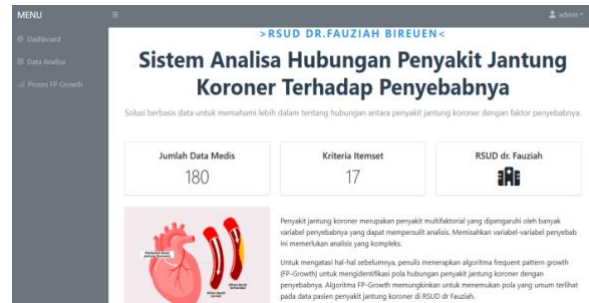 MENU
admin
>RSUD DR.FAUZIAH BIREUEN<
Dashboard
Data Analisa
Proses FP-Growth
Sistem Analisa Hubungan Penyakit Jantung
Koroner Terhadap Penyebabnya
Solusi berbasis data untuk memahami lebih dalam tentang hubungan antara penyakit jantung koroner dengan faktor penyebabnya.
Jumlah Data Medis
180
Kriteria Itemset
17
RSUD dr. Fauziah
Penyakit jantung koroner merupakan penyakit multifaktorial yang dipengaruhi oleh banyak
variabel penyebabnya yang dapat mempersulit analisis. Memisahkan variabel-variabel penyebab
ini memerlukan analisis yang kompleks.
Untuk mengatasi hal-hal sebelumnya, penulis menerapkan algoritma frequent pattern growth
(FP-Growth) untuk mengidentifikasi pola hubungan penyakit jantung koroner dengan
penyebabnya. Algoritma FP-Growth memungkinkan untuk menemukan pola yang umum terlihat
pada data pasien penyakit jantung koroner di RSUD dr Fauziah.